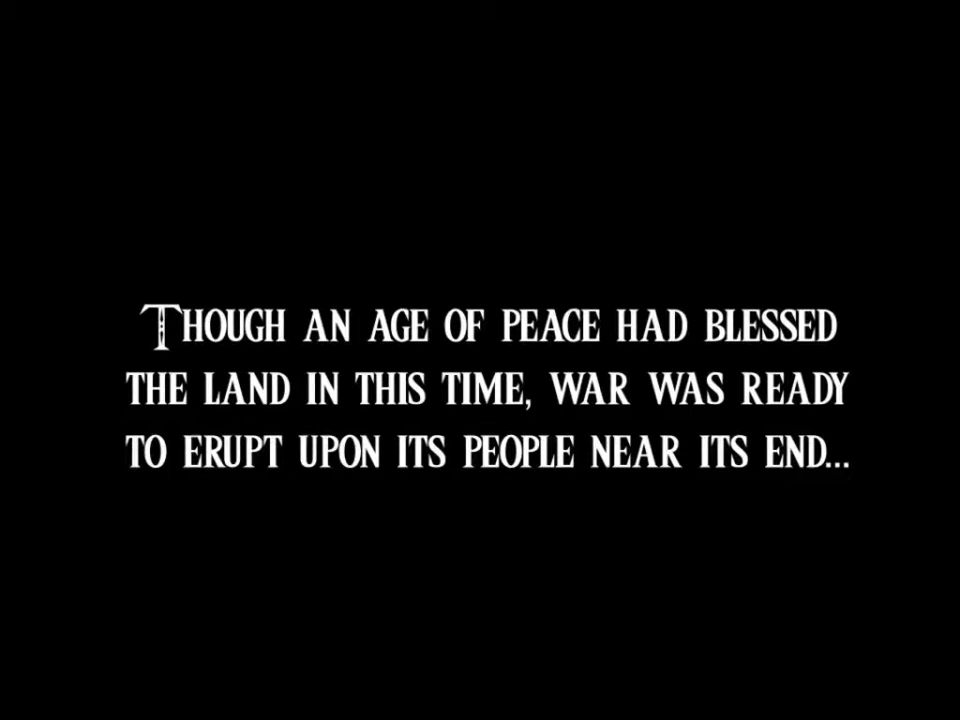 Though an age of peace had blessed
the land in this time, war was ready
to erupt upon its people near its end...